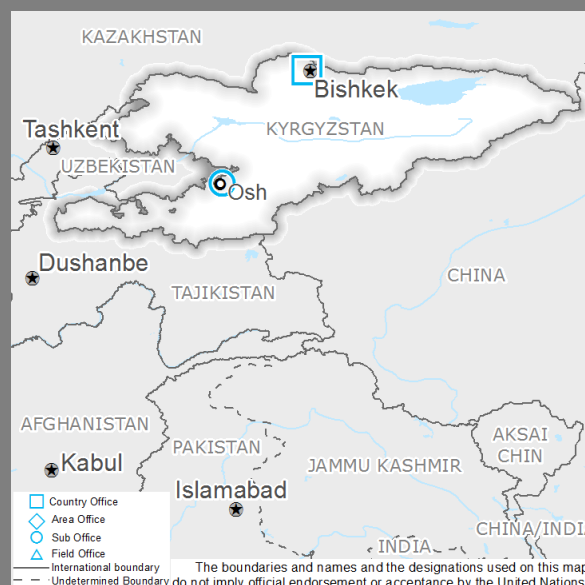 KAZAKHSTAN
Bishkek
Tashkent
KYRGYZSTAN
UZBEKISTAN
Osh
Dushanbe
CHINA
TAJIKISTAN
AFGHANISTAN
PAKISTAN
AKSAI
CHIN
JAMMU KASHMIR
Kabul
Islamabad
CHINA/INDI
INDIA
Country Office
Area Office
Sub Office
Field Office
International boundary
Undetermined Boundary
The boundaries and names and the designations used on this map
do not imply official endorsement or acceptance by the United Nation